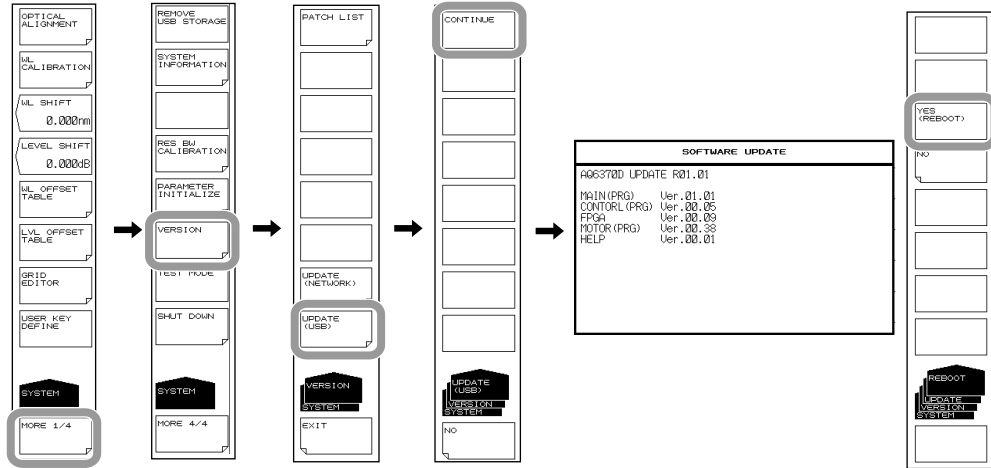 OPTICAL
ALIGNMENT
WL
CALIBRATION
WL SHIFT
0.000nm
LEVEL SHIFT
0.000dB
WL OFFSET
TABLE
LVL OFFSET
TABLE
GRID
EDITOR
USER KEY
DEFINE
SYSTEM
MORE 1/4
REMOVE
USB STORAGE
SYSTEM
INFORMATION
RES BW
CALIBRATION
PARAMETER
INITIALIZE
VERSION
TEST MODE
SHUT DOWN
SYSTEM
MORE 4/4
PATCH LIST
UPDATE
(NETWORK)
UPDATE
(USB)
VERSION
SYSTEM
EXIT
CONTINUE
UPDATE
(USB)
VERSION
SYSTEM
NO
SOFTWARE UPDATE
AQ6370D UPDATE R01.01
MAIN(PRG) Ver.01.01
CONTORL(PRG) Ver.00.05
FPGA Ver.00.09
MOTOR(PRG) Ver.00.38
HELP Ver.00.01
YES
(REBOOT)
NO
REBOOT
UPDATE
VERSION
SYSTEM